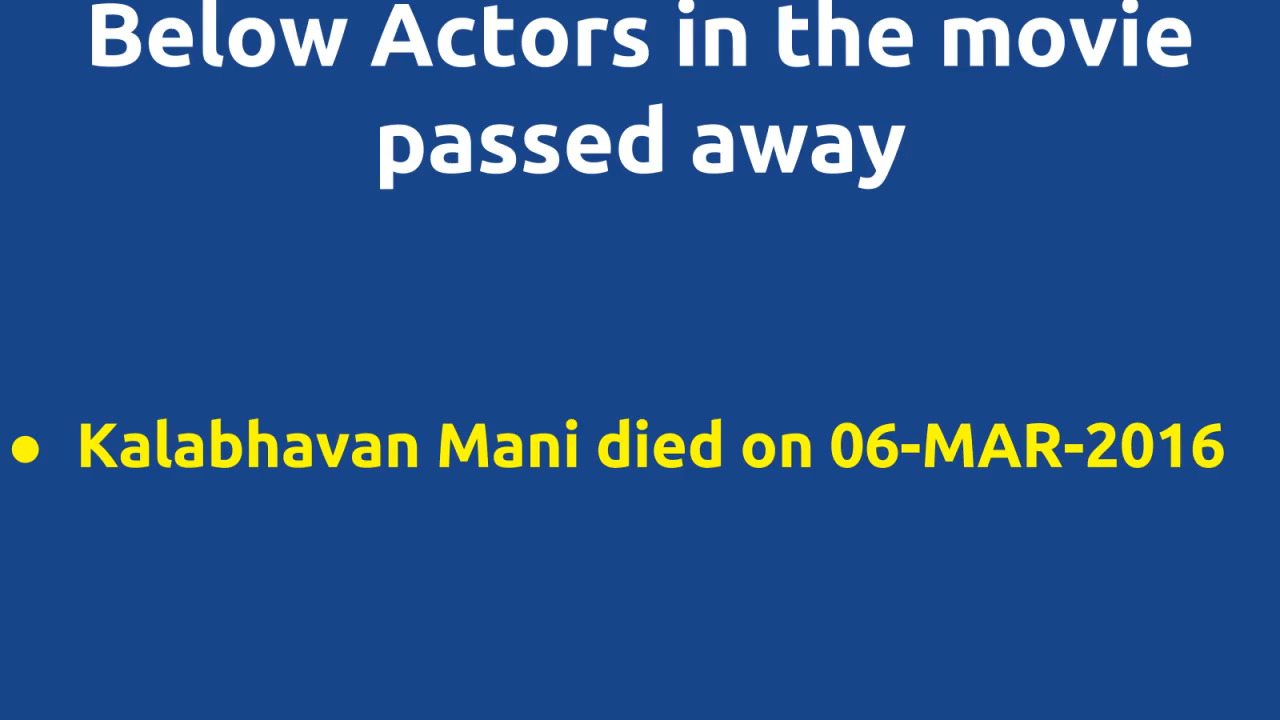 Below Actors in the movie
passed away
● Kalabhavan Mani died on 06-MAR-2016